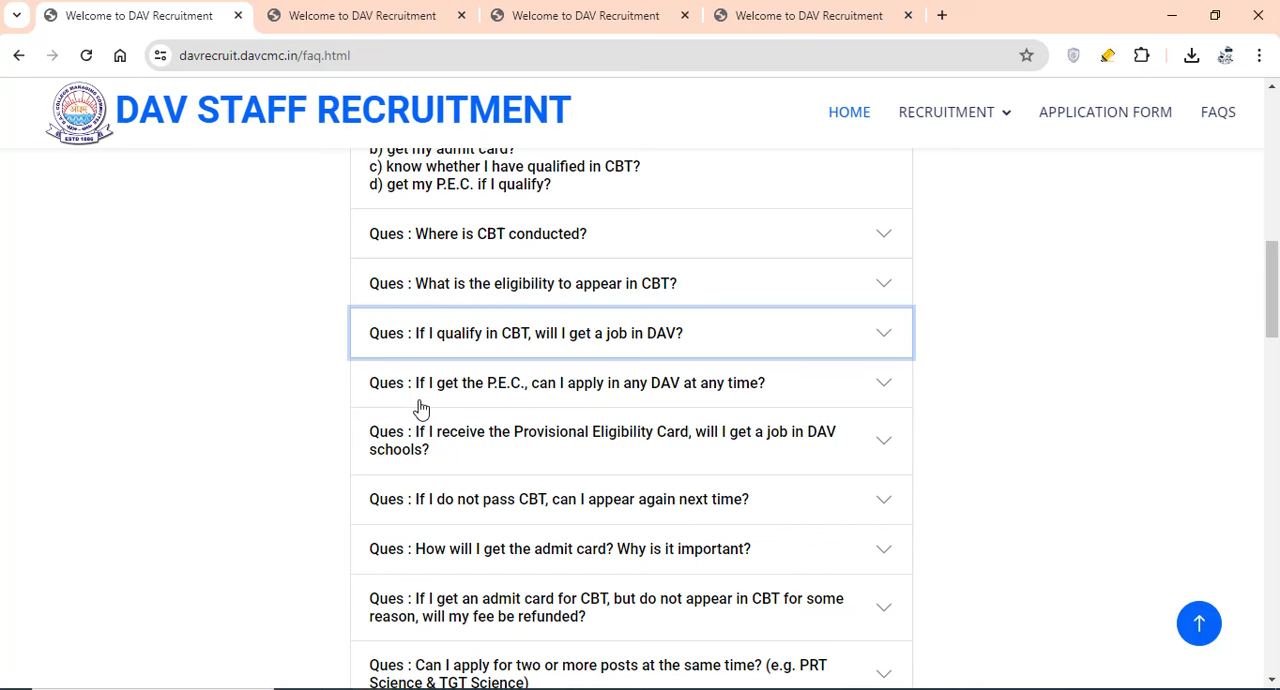 Welcome to DAV Recruitment
Welcome to DAV Recruitment
Welcome to DAV Recruitment
Welcome to DAV Recruitment
davrecruit.davcmc.in/faq.html
DAV STAFF RECRUITMENT
HOME
RECRUITMENT
APPLICATION FORM
FAQS
b) get my admit card?
c) know whether I have qualified in CBT?
d) get my P.E.C. if I qualify?
Ques : Where is CBT conducted?
Ques : What is the eligibility to appear in CBT?
Ques : If I qualify in CBT, will I get a job in DAV?
Ques : If I get the P.E.C., can I apply in any DAV at any time?
Ques : If I receive the Provisional Eligibility Card, will I get a job in DAV
schools?
Ques : If I do not pass CBT, can I appear again next time?
Ques : How will I get the admit card? Why is it important?
Ques : If I get an admit card for CBT, but do not appear in CBT for some
reason, will my fee be refunded?
Ques : Can I apply for two or more posts at the same time? (e.g. PRT
Science & TGT Science)